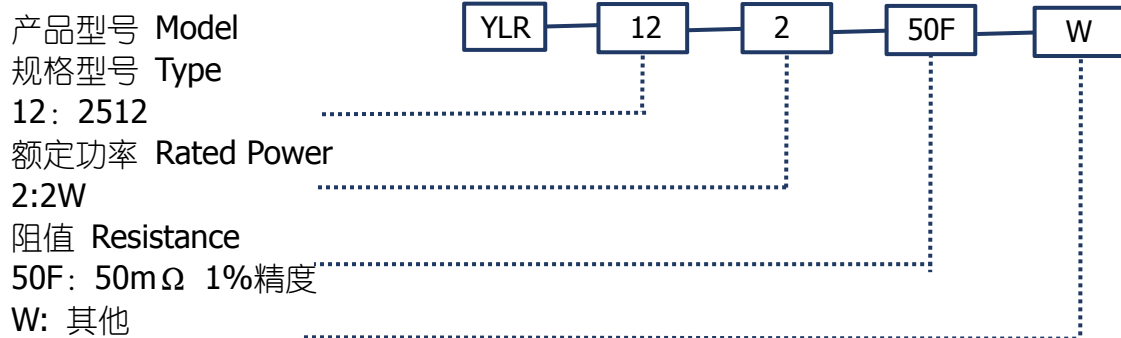 产品型号 Model
YLR 12 2 50F W
规格型号 Type
12：2512
额定功率 Rated Power
2:2W
阻值 Resistance
50F：50mΩ 1%精度
W: 其他